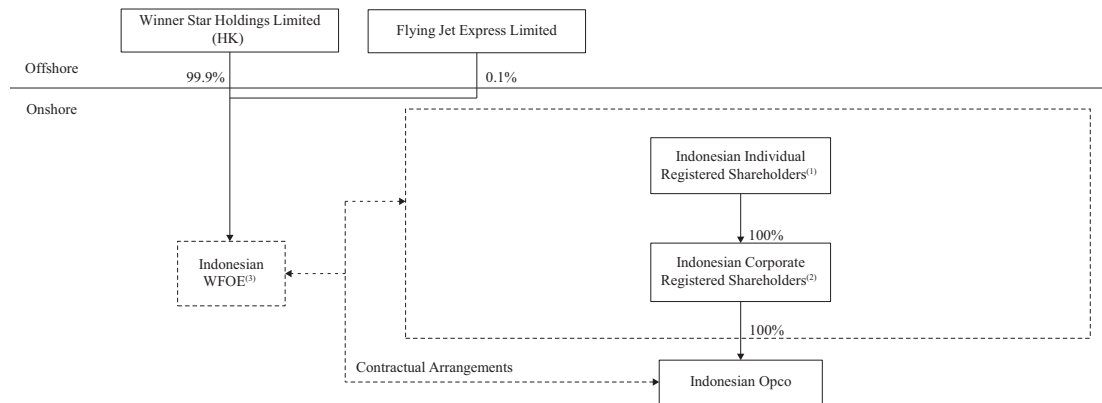 Winner Star Holdings Limited
(HK)
Flying Jet Express Limited
Offshore
99.9%
0.1%
Onshore
Indonesian Individual
Registered Shareholders(1)
100%
Indonesian
WFOE(3)
Indonesian Corporate
Registered Shareholders(2)
100%
Contractual Arrangements
Indonesian Opco